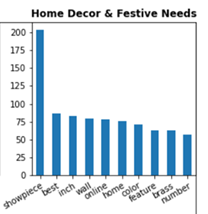 Home Decor & Festive Needs
200
175
150
125
100
75
50
25
0
showpiece
best
inch
wall
online
home
color
feature
brass
number